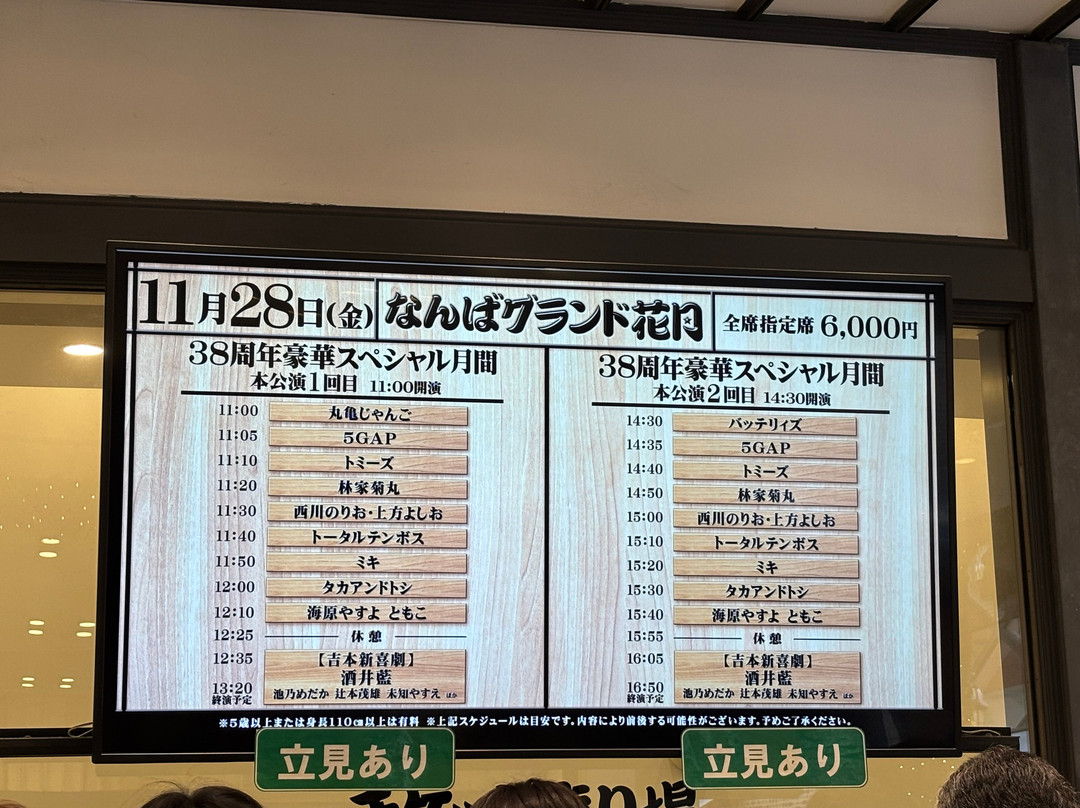 11月28日(金)
なんばグランド花月
全席指定席 6,000円
38周年豪華スペシャル月間
本公演1回目 11:00開演
11:00 丸亀じゃんご
11:05 5GAP
11:10 トミーズ
11:20 林家菊丸
11:30 西川のりお・上方よしお
11:40 トータルテンボス
11:50 ミキ
12:00 タカアンドトシ
12:10 海原やすよ ともこ
12:25 休憩
12:35 【吉本新喜劇】
酒井藍
13:20 池乃めだか 辻本茂雄 未知やすえ ほか
終演予定
38周年豪華スペシャル月間
本公演2回目 14:30開演
14:30 バッテリィズ
14:35 5GAP
14:40 トミーズ
14:50 林家菊丸
15:00 西川のりお・上方よしお
15:10 トータルテンボス
15:20 ミキ
15:30 タカアンドトシ
15:40 海原やすよ ともこ
15:55 休憩
16:05 【吉本新喜劇】
酒井藍
16:50 池乃めだか 辻本茂雄 未知やすえ ほか
終演予定
※5歳以上または身長110cm以上は有料 ※上記スケジュールは目安です。内容により前後する可能性がございます。予めご了承ください。
立見あり
立見あり